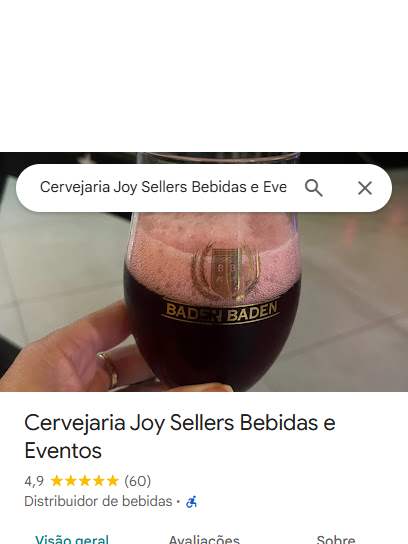 Cervejaria Joy Sellers Bebidas e Eve
BADEN BADEN
Cervejaria Joy Sellers Bebidas e
Eventos
4,9 (60)
Distribuidor de bebidas •
Visão geral Avaliações Sobre